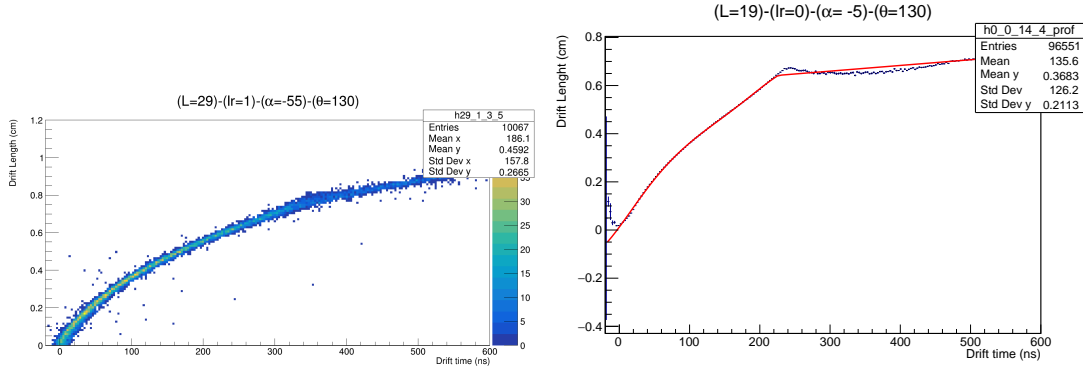 (L=29)-(lr=1)-(α=-55)-(θ=130)
h29_1_3_5
Entries 10067
Mean x 186.1
Mean y 0.4592
Std Dev x 157.8
Std Dev y 0.2665
Drift Length (cm)
1.2
1
0.8
0.6
0.4
0.2
0
0 100 200 300 400 500 600
Drift time (ns)
35
30
25
20
15
10
5
0
(L=19)-(lr=0)-(α= -5)-(θ=130)
h0_0_14_4_prof
Entries 96551
Mean 135.6
Mean y 0.3683
Std Dev 126.2
Std Dev y 0.2113
Drift Lenght (cm)
0.8
0.6
0.4
0.2
0
−0.2
−0.4
0 100 200 300 400 500 600
Drift time (ns)